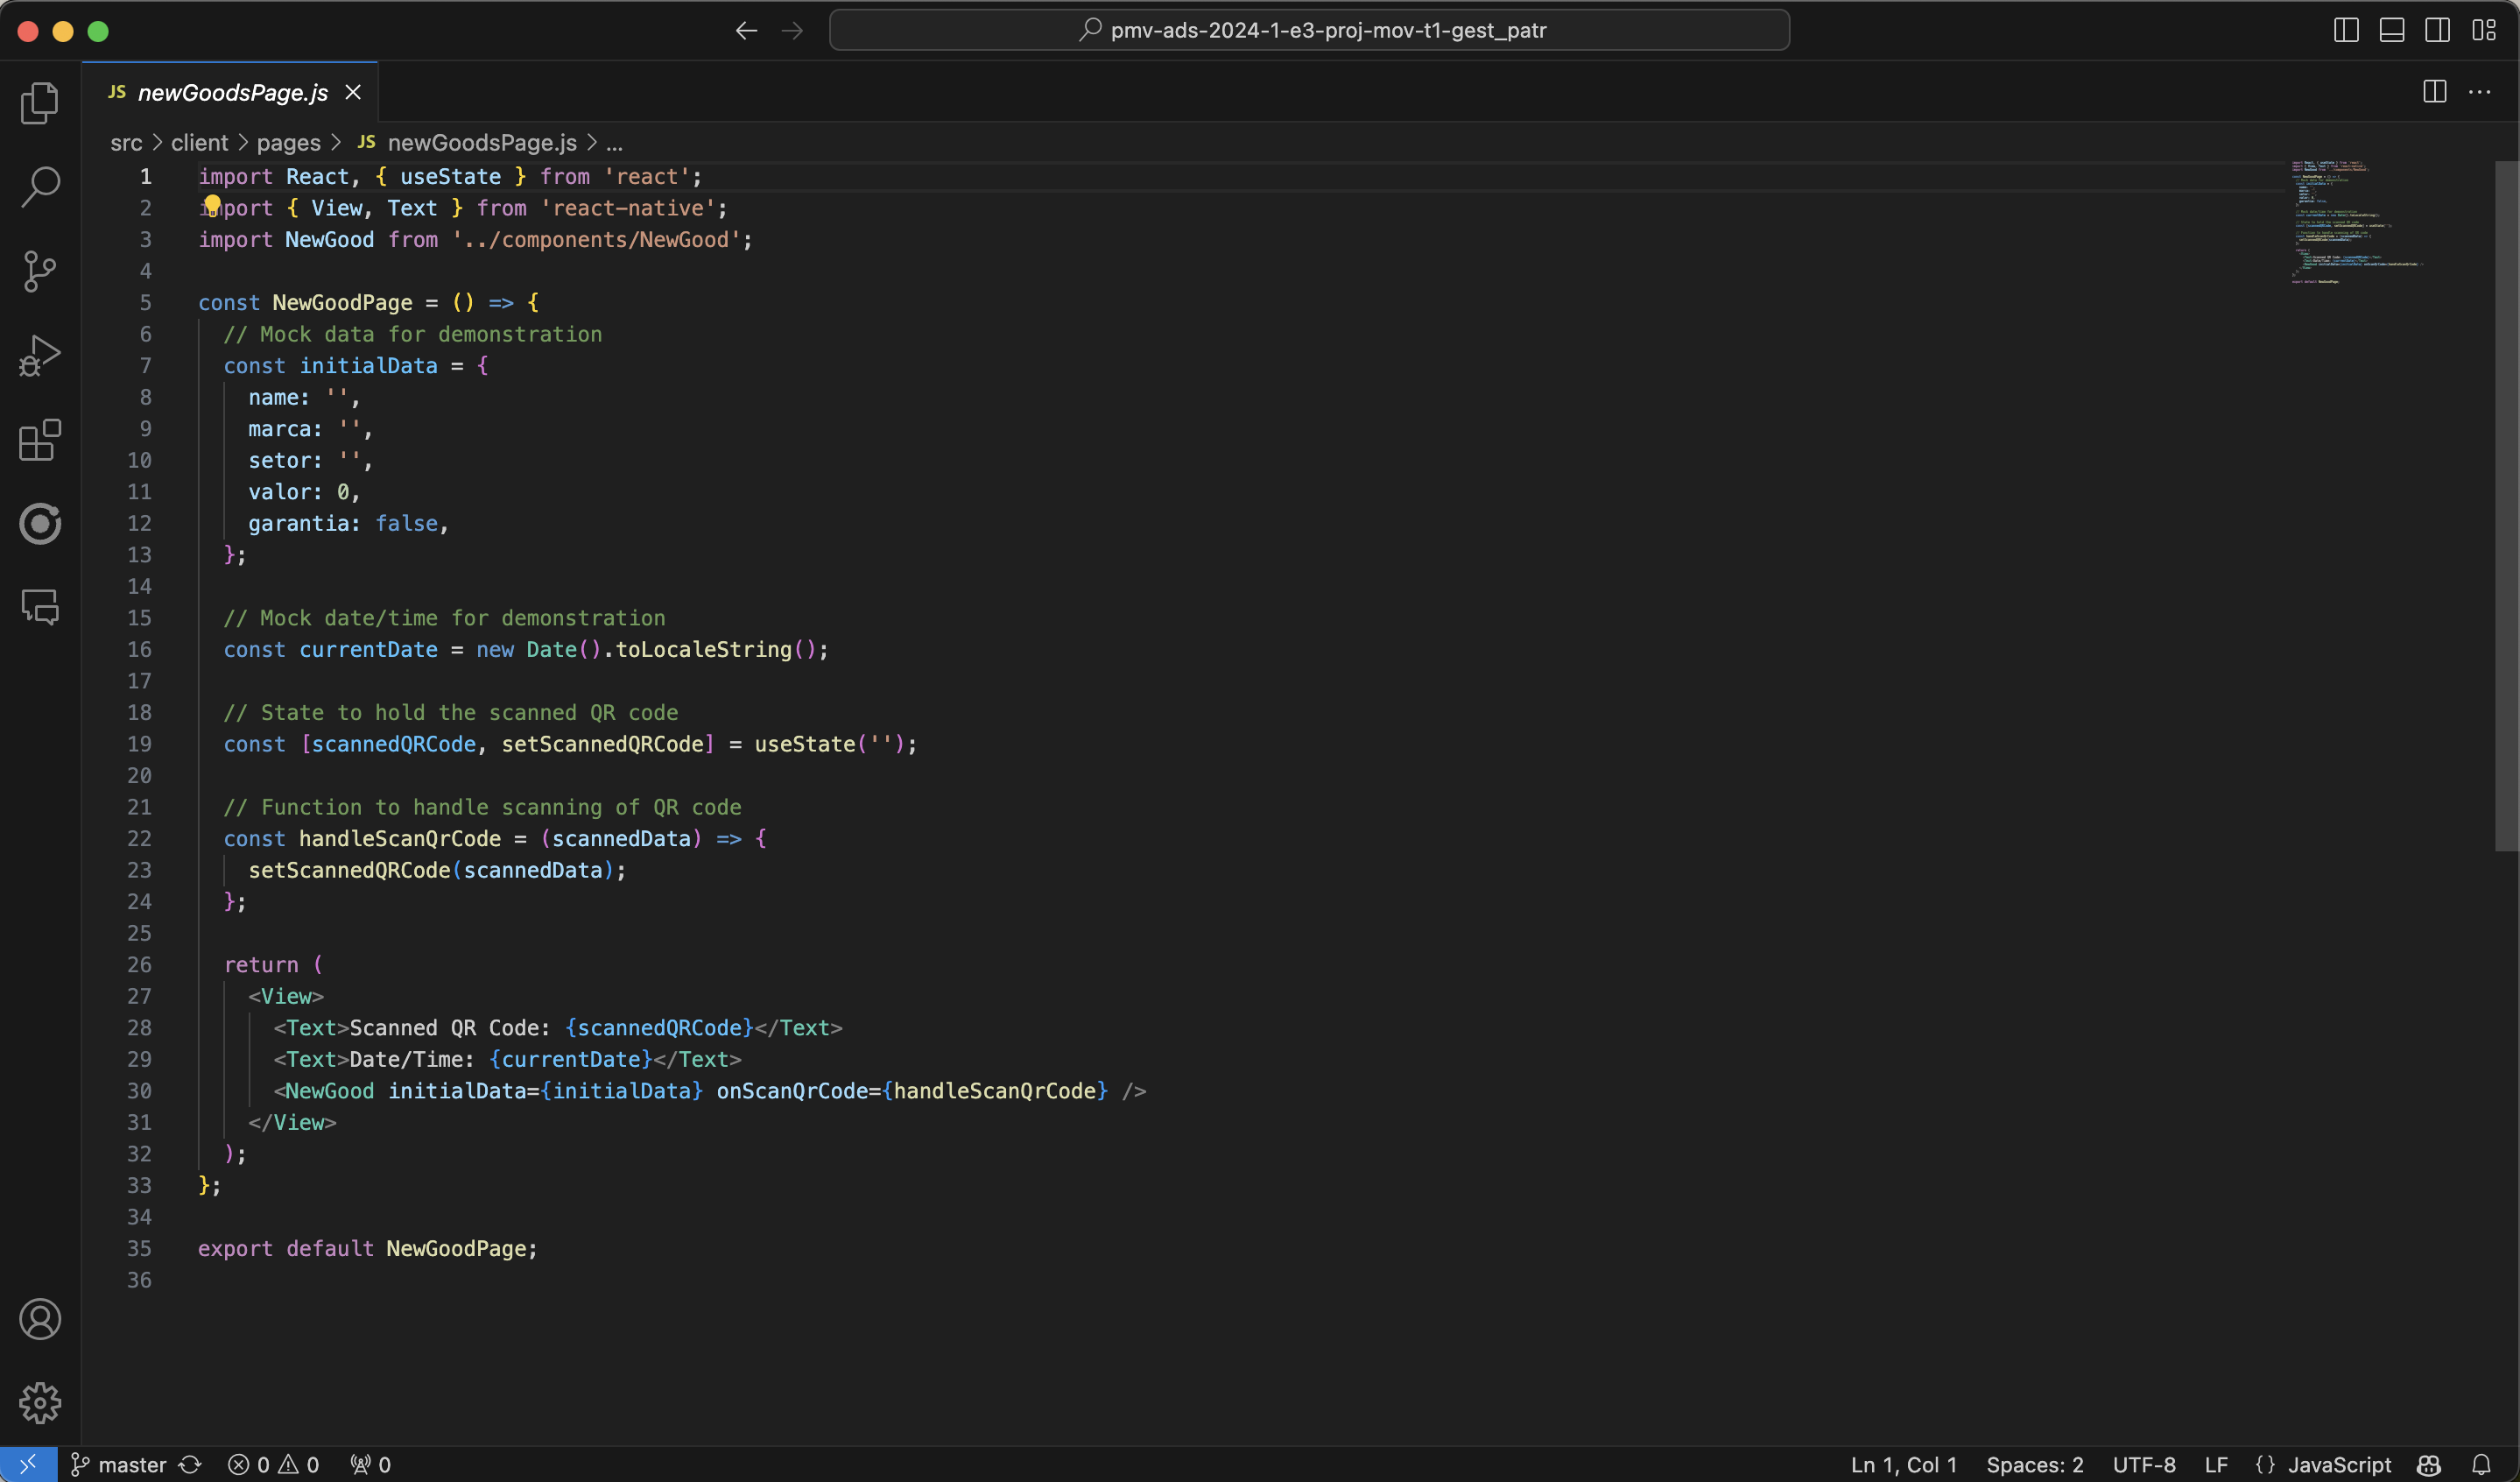 pmv-ads-2024-1-e3-proj-mov-t1-gest_patr
JS newGoodsPage.js
src > client > pages > JS newGoodsPage.js > ...
1 import React, { useState } from 'react';
2 import { View, Text } from 'react-native';
3 import NewGood from '../components/NewGood';
4
5 const NewGoodPage = () => {
6   // Mock data for demonstration
7   const initialData = {
8     name: '',
9     marca: '',
10     setor: '',
11     valor: 0,
12     garantia: false,
13   };
14
15   // Mock date/time for demonstration
16   const currentDate = new Date().toLocaleString();
17
18   // State to hold the scanned QR code
19   const [scannedQRCode, setScannedQRCode] = useState('');
20
21   // Function to handle scanning of QR code
22   const handleScanQrCode = (scannedData) => {
23     setScannedQRCode(scannedData);
24   };
25
26   return (
27     <View>
28       <Text>Scanned QR Code: {scannedQRCode}</Text>
29       <Text>Date/Time: {currentDate}</Text>
30       <NewGood initialData={initialData} onScanQrCode={handleScanQrCode} />
31     </View>
32   );
33 };
34
35 export default NewGoodPage;
36
master 0 0 0 Ln 1, Col 1 Spaces: 2 UTF-8 LF {} JavaScript